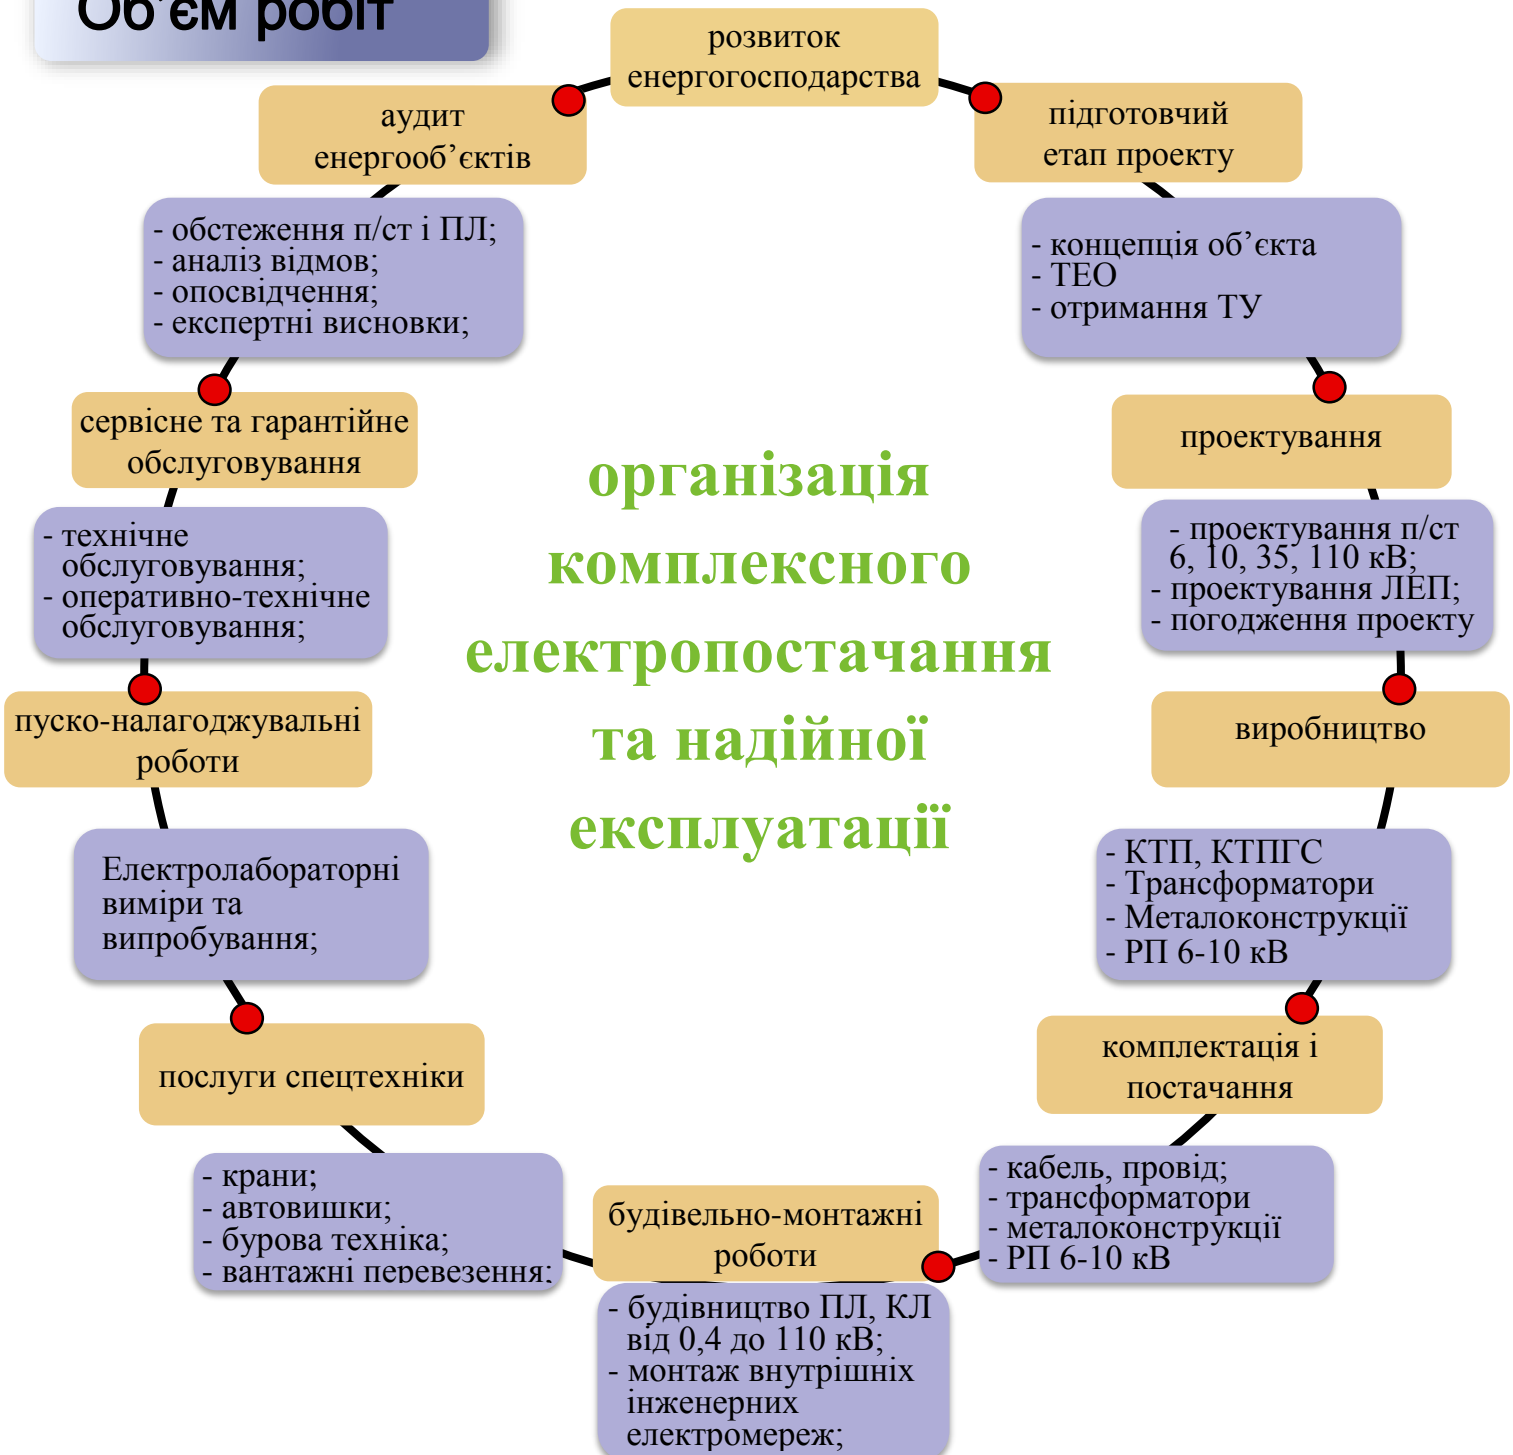 Об’єм робіт
розвиток
енергогосподарства
підготовчий
етап проекту
- концепція об’єкта
- ТЕО
- отримання ТУ
проектування
- проектування п/ст
6, 10, 35, 110 кВ;
- проектування ЛЕП;
- погодження проекту
виробництво
- КТП, КТПГС
- Трансформатори
- Металоконструкції
- РП 6-10 кВ
комплектація і
постачання
- кабель, провід;
- трансформатори
- металоконструкції
- РП 6-10 кВ
будівельно-монтажні
роботи
- будівництво ПЛ, КЛ
від 0,4 до 110 кВ;
- монтаж внутрішніх
інженерних
електромереж;
послуги спецтехніки
- крани;
- автовишки;
- бурова техніка;
- вантажні перевезення;
пуско-налагоджувальні
роботи
Електролабораторні
виміри та
випробування;
сервісне та гарантійне
обслуговування
- технічне
обслуговування;
- оперативно-технічне
обслуговування;
аудит
енергооб’єктів
- обстеження п/ст і ПЛ;
- аналіз відмов;
- опосвідчення;
- експертні висновки;
організація
комплексного
електропостачання
та надійної
експлуатації